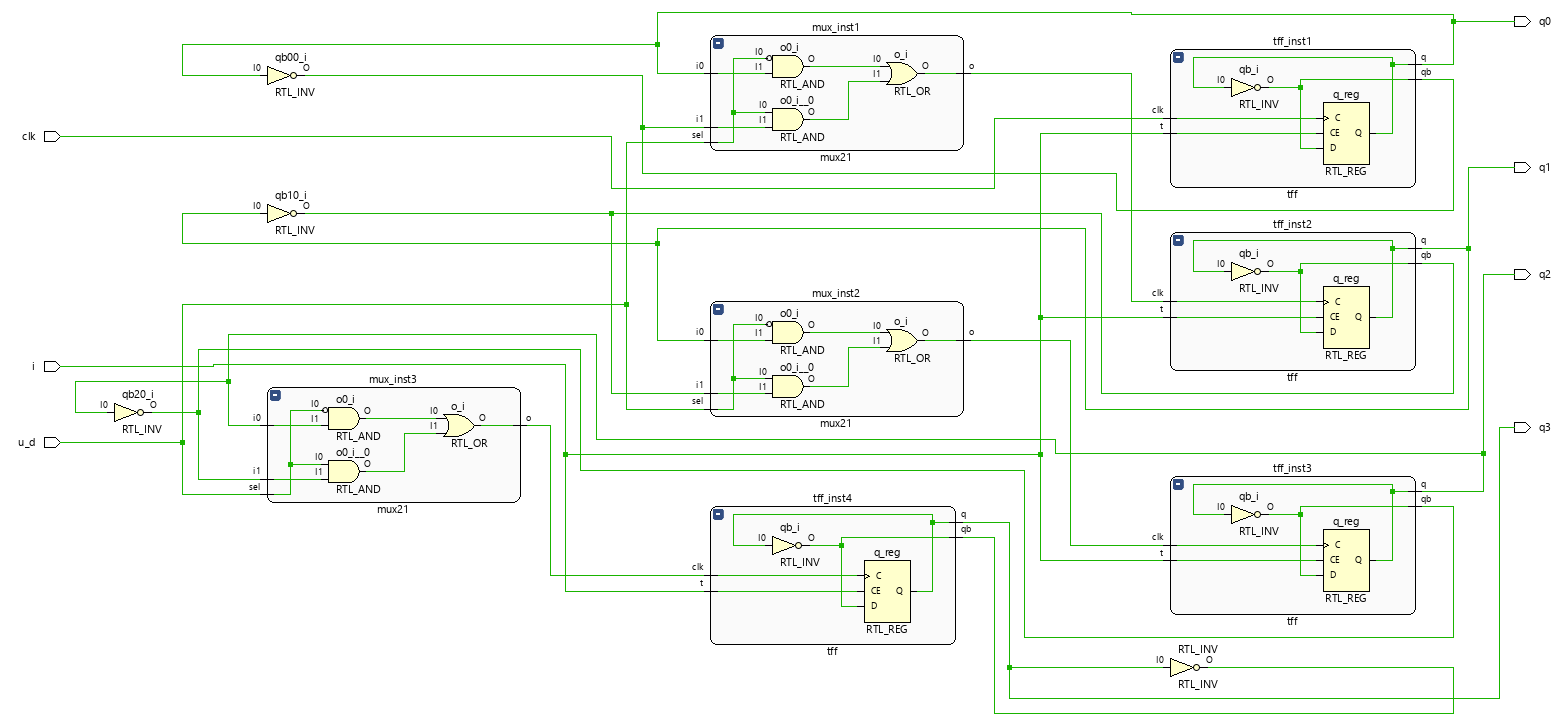 q0
mux_inst1
tff_inst1
qb00_i
I0 O
RTL_INV
o0_i
I0
I1 O
RTL_AND
o_i
I0
I1 O
RTL_OR
i0
o
o0_i__0
I0
I1 O
RTL_AND
i1
sel
mux21
qb_i
I0 O
RTL_INV
q
qb
q_reg
C
CE Q
D
RTL_REG
clk
t
tff
clk
q1
qb10_i
I0 O
RTL_INV
tff_inst2
qb_i
I0 O
RTL_INV
q
qb
q_reg
C
CE Q
D
RTL_REG
clk
t
tff
q2
mux_inst2
o0_i
I0
I1 O
RTL_AND
o_i
I0
I1 O
RTL_OR
i0
o
o0_i__0
I0
I1 O
RTL_AND
i1
sel
mux21
i
qb20_i
I0 O
RTL_INV
u_d
mux_inst3
o0_i
I0
I1 O
RTL_AND
o_i
I0
I1 O
RTL_OR
i0
o
o0_i__0
I0
I1 O
RTL_AND
i1
sel
mux21
q3
tff_inst3
qb_i
I0 O
RTL_INV
q
qb
q_reg
C
CE Q
D
RTL_REG
clk
t
tff
tff_inst4
qb_i
I0 O
RTL_INV
q
qb
q_reg
C
CE Q
D
RTL_REG
clk
t
tff
RTL_INV
I0 O
RTL_INV